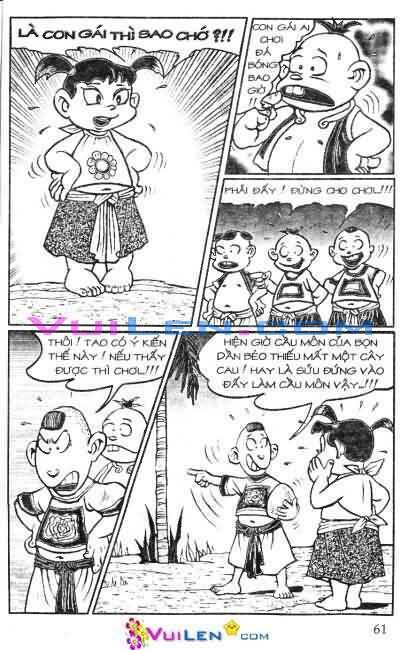 LÀ CON GÁI THÌ SAO CHỚ ?!!
CON GÁI AI
CHƠI
ĐÁ
BÓNG
BAO
GIỜ !
PHẢI ĐẤY ! ĐỪNG CHO CHƠI...!!
VUILEN.COM
THÔI ! TAO CÓ Ý KIẾN
THẾ NÀY ! NẾU THẤY
ĐƯỢC THÌ CHƠI...!!!
HIỆN GIỜ CẦU MÔN CỦA BỌN
DẦN BÉO THIẾU MẤT MỘT CÂY
CAU ! HAY LÀ SỬU ĐỨNG VÀO
ĐẤY LÀM CẦU MÔN VẬY...!!!
61
VUILEN.COM